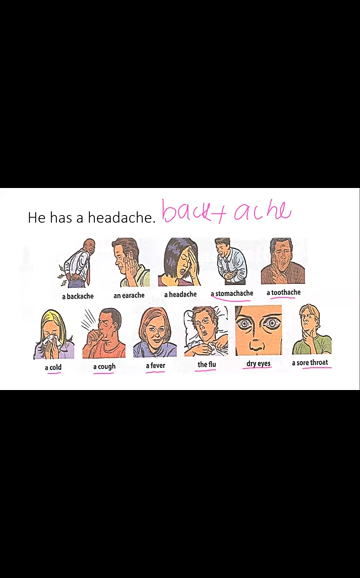 He has a headache. back+ ache
a backache an earache a headache a stomachache a toothache
a cold a cough a fever the flu dry eyes a sore throat